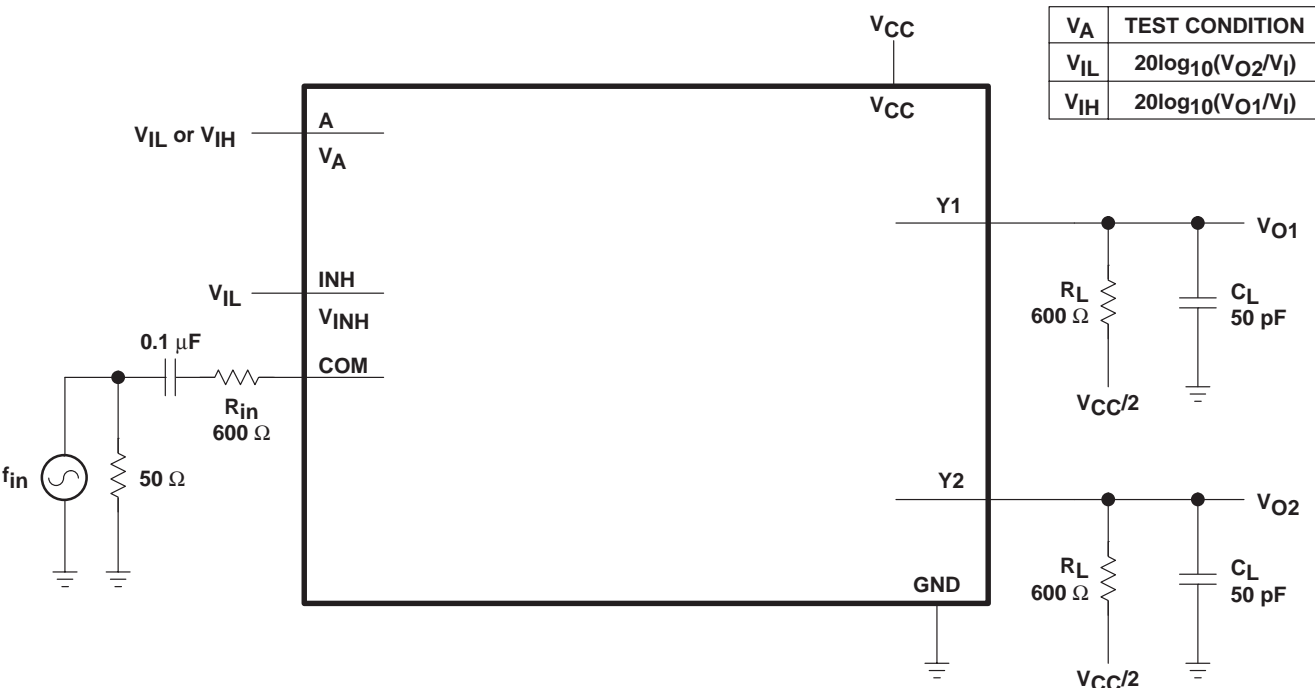 VCC
VA TEST CONDITION
VIL 20log10(VO2/VI)
VIH 20log10(VO1/VI)
VCC
VIL or VIH
A
VA
Y1
VO1
VIL
INH
VINH
RL
600 Ω
CL
50 pF
0.1 μF
COM
Rin
600 Ω
VCC/2
fin
50 Ω
Y2
VO2
RL
600 Ω
CL
50 pF
GND
VCC/2